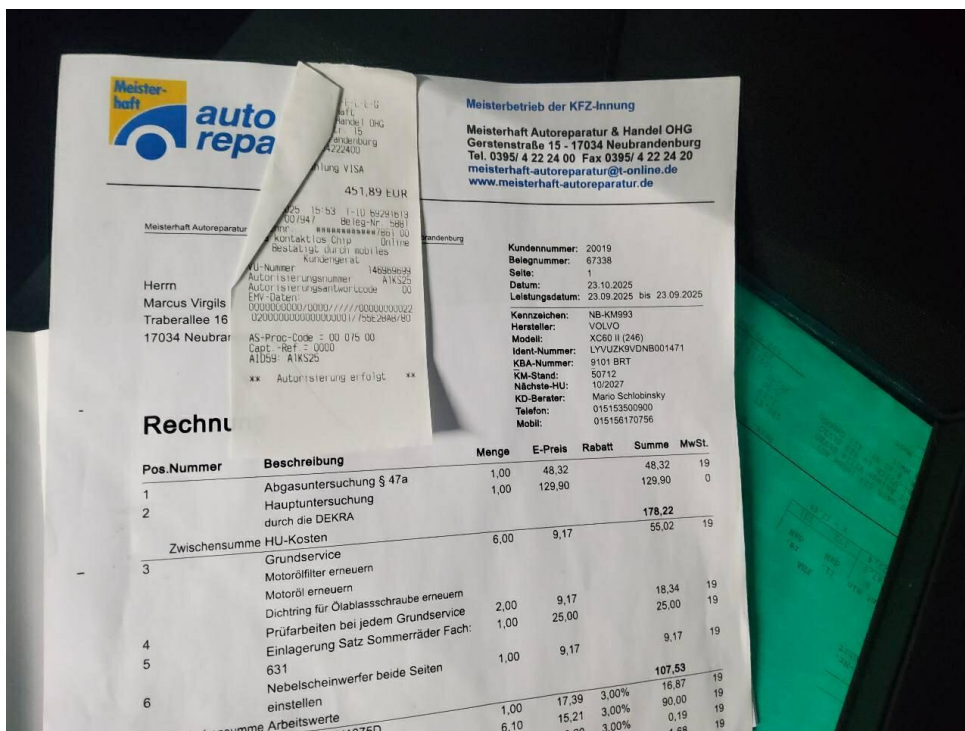 Meister-
haft
auto
repa
Meisterbetrieb der KFZ-Innung
Meisterhaft Autoreparatur & Handel OHG
Gerstenstraße 15 - 17034 Neubrandenburg
Tel. 0395/ 4 22 24 00 Fax 0395/ 4 22 24 20
meisterhaft-autoreparatur@t-online.de
www.meisterhaft-autoreparatur.de
Handel OHG
15
4222400
VISA
451,89 EUR
15:53
Beleg-Nr. 5881
kontaktlos Chip Online
Bestätigt durch mobiles
Kundengerät
VU-Nummer 146969699
Autorisierungsnummer A1KS25
Autorisierungsantwortcode 00
EMV-Daten:
AS-Proc-Code = 00 075 00
Capt.-Ref = 0000
AID59: A1KS25
** Autorisierung erfolgt **
Meisterhaft Autoreparatur
Herrn
Marcus Virgils
Traberallee 16
17034 Neubrar
Kundennummer: 20019
Belegnummer: 67338
Seite: 1
Datum: 23.10.2025
Leistungsdatum: 23.09.2025 bis 23.09.2025
Kennzeichen: NB-KM993
Hersteller: VOLVO
Modell: XC60 II (246)
Ident-Nummer: LYVUZK9VDNB001471
KBA-Nummer: 9101 BRT
KM-Stand: 50712
Nächste-HU: 10/2027
KD-Berater: Mario Schlobinsky
Telefon: 015153500900
Mobil: 015156170756
Rechnu
Pos.Nummer Beschreibung Menge E-Preis Rabatt Summe MwSt.
1 Abgasuntersuchung § 47a 1,00 48,32 48,32 19
2 Hauptuntersuchung 1,00 129,90 129,90 0
durch die DEKRA
Zwischensumme HU-Kosten 178,22
3 Grundservice 6,00 9,17 55,02 19
Motorölfilter erneuern
Motoröl erneuern
Dichtring für Ölablassschraube erneuern
4 Prüfarbeiten bei jedem Grundservice 2,00 9,17 18,34 19
5 Einlagerung Satz Sommerräder Fach: 1,00 25,00 25,00 19
631
6 Nebelscheinwerfer beide Seiten 1,00 9,17 9,17 19
einstellen
Arbeitswerte 107,53
1,00 17,39 3,00% 16,87 19
6,10 15,21 3,00% 90,00 19
3,00% 0,19 19
19